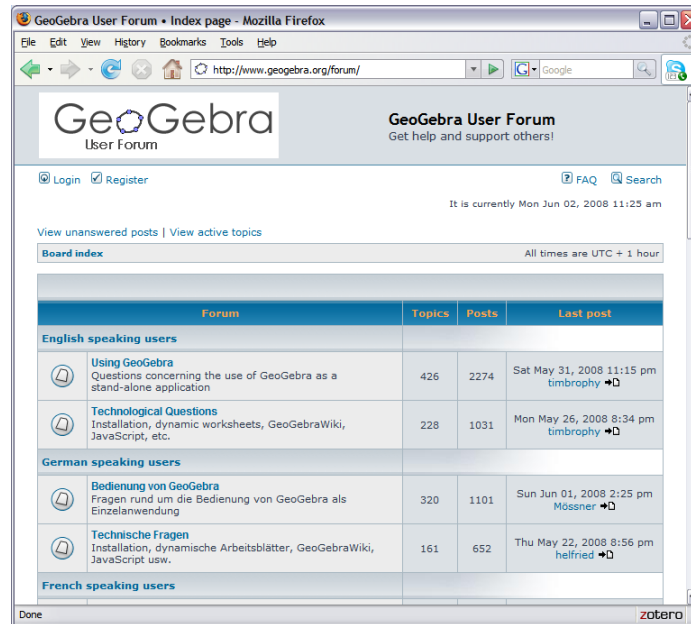 GeoGebra User Forum • Index page - Mozilla Firefox
File Edit View History Bookmarks Tools Help
http://www.geogebra.org/forum/
Google
GeoGebra
User Forum
GeoGebra User Forum
Get help and support others!
Login Register
FAQ Search
It is currently Mon Jun 02, 2008 11:25 am
View unanswered posts | View active topics
Board index
All times are UTC + 1 hour
Forum Topics Posts Last post
English speaking users
Using GeoGebra
Questions concerning the use of GeoGebra as a
stand-alone application
426 2274
Sat May 31, 2008 11:15 pm
timbrophy
Technological Questions
Installation, dynamic worksheets, GeoGebraWiki,
JavaScript, etc.
228 1031
Mon May 26, 2008 8:34 pm
timbrophy
German speaking users
Bedienung von GeoGebra
Fragen rund um die Bedienung von GeoGebra als
Einzelanwendung
320 1101
Sun Jun 01, 2008 2:25 pm
Mössner
Technische Fragen
Installation, dynamische Arbeitsblätter, GeoGebraWiki,
JavaScript usw.
161 652
Thu May 22, 2008 8:56 pm
helfried
French speaking users
Done
zotero